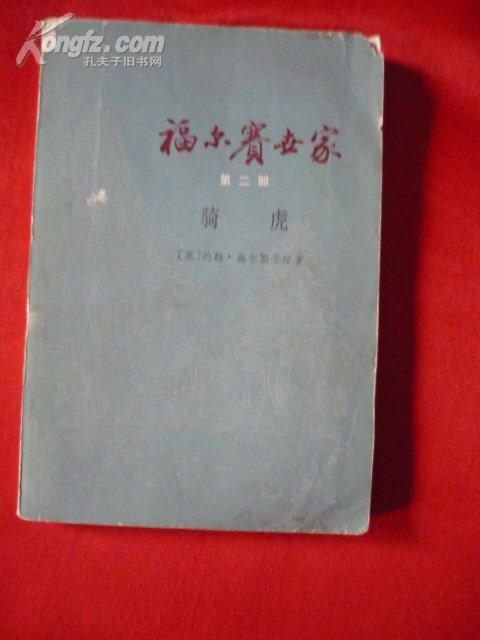 Kongfz.com
孔夫子旧书网
福尔赛世家
第二部
骑虎
〔英〕约翰·高尔斯华绥著